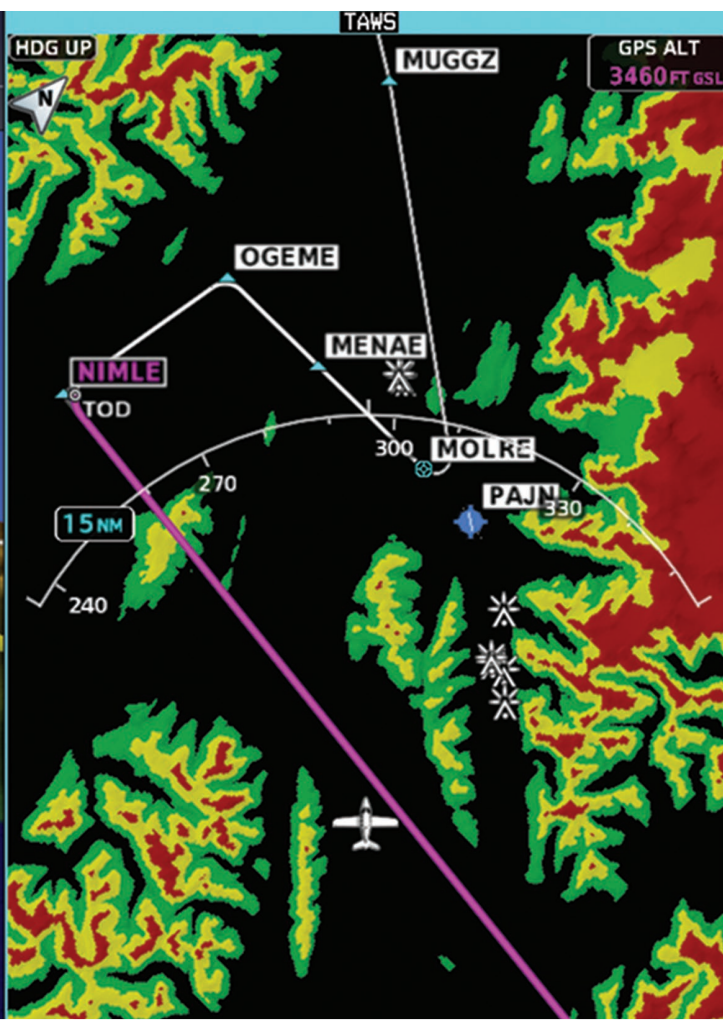 TAWS
HDG UP
GPS ALT
3460FT GSL
N
MUGGZ
OGEME
MENAE
NIMLE
TOD
300
MOLRE
270
PAJN
330
15NM
240